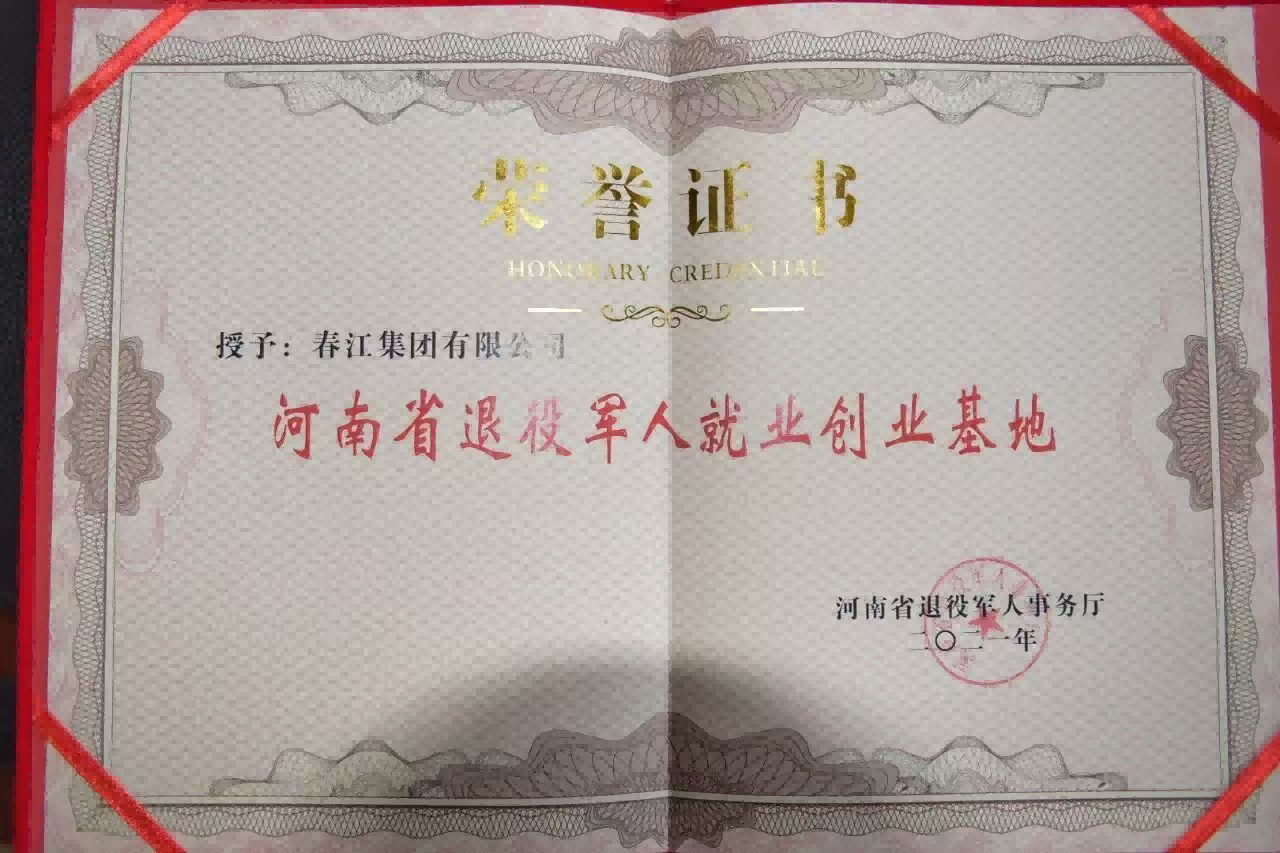 荣誉证书
HONORARY CREDENTIAL
授予：春江集团有限公司
河南省退役军人就业创业基地
河南省退役军人事务厅
二〇二一年